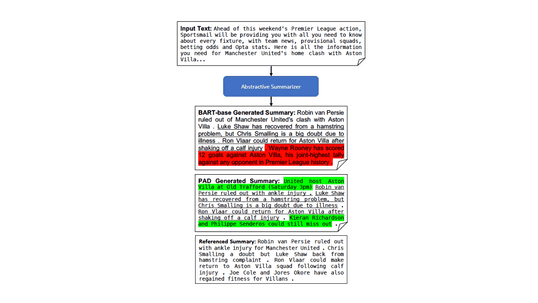 Input Text: Ahead of this weekend's Premier League action,
Sportsmail will be providing you with all you need to know
about every fixture, with team news, provisional squads,
betting odds and Opta stats. Here is all the information
you need for Manchester United's home clash with Aston
Villa...
Abstractive Summarizer
BART-base Generated Summary: Robin van Persie
ruled out of Manchester United's clash with Aston
Villa . Luke Shaw has recovered from a hamstring
problem, but Chris Smalling is a big doubt due to
illness . Ron Vlaar could return for Aston Villa after
shaking off a calf injury . Wayne Rooney has scored
12 goals against Aston Villa, his joint-highest tally
against any opponent in Premier League history .
PAD Generated Summary: United host Aston
Villa at Old Trafford (Saturday 3pm) Robin van
Persie ruled out with ankle injury . Luke Shaw
has recovered from a hamstring problem, but
Chris Smalling is a big doubt due to illness .
Ron Vlaar could return for Aston Villa after
shaking off a calf injury . Kieran Richardson
and Philippe Senderos could still miss out .
Referenced Summary: Robin van Persie ruled out
with ankle injury for Manchester United . Chris
Smalling a doubt but Luke Shaw back from
hamstring complaint . Ron Vlaar could make
return to Aston Villa squad following calf
injury . Joe Cole and Jores Okore have also
regained fitness for Villans .